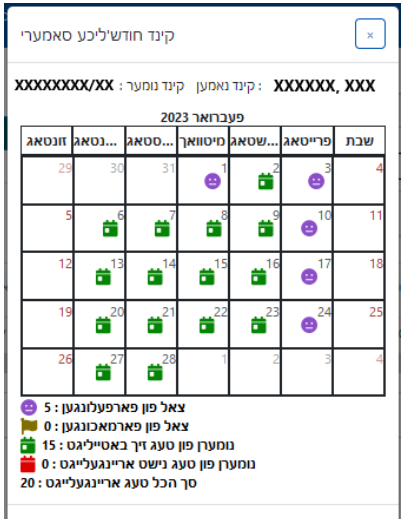 קינד חודש'ליכע סאמערי
×
XXXXXXXX/XX : קינד נומער קינד נאמען : XXXXXX, XXX
פעברואר 2023
זונטאג ...נטאג ...סטאג מיטוואך ...שטאג פרייטאג שבת
29 30 31 1 2 3 4
5 6 7 8 9 10 11
12 13 14 15 16 17 18
19 20 21 22 23 24 25
26 27 28 1 2 3 4
צאל פון פארפעלונגען : 5
צאל פון פארמאכונגען : 0
נומערן פון טעג זיך באטייליגט : 15
נומערן פון טעג נישט אריינגעלייגט : 0
סך הכל טעג אריינגעלייגט : 20